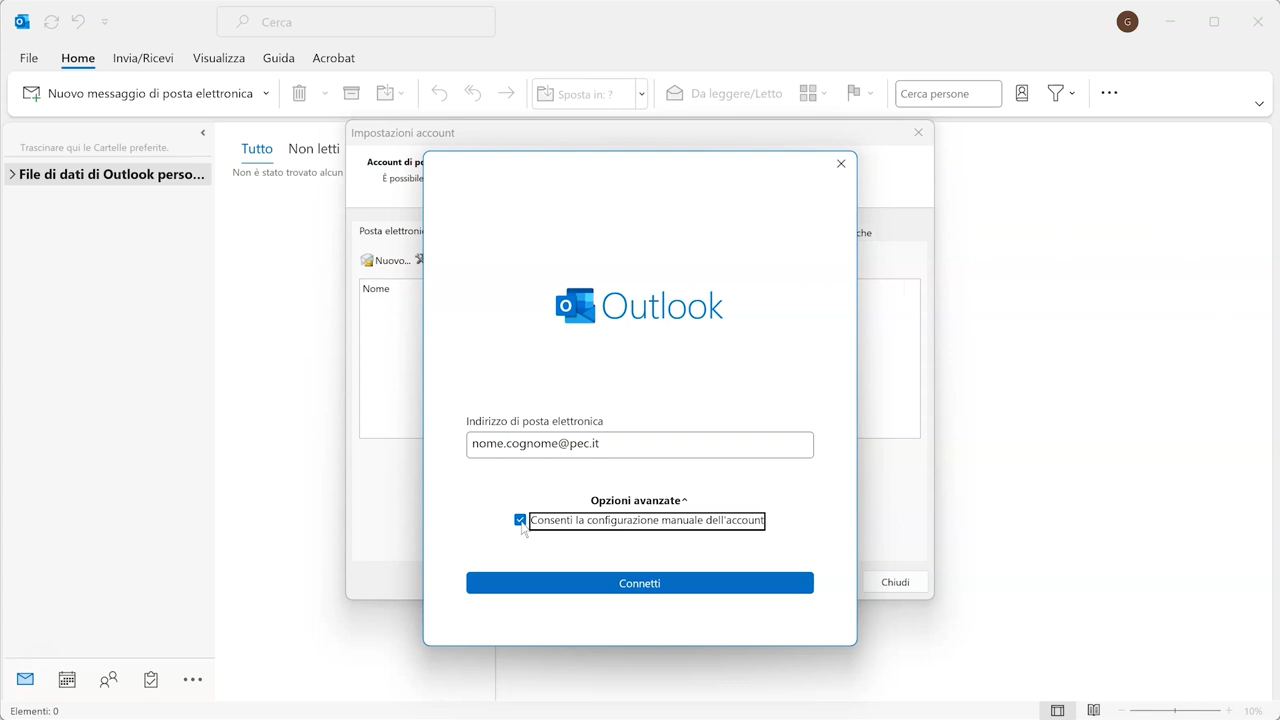 Cerca
G
File
Home
Invia/Ricevi
Visualizza
Guida
Acrobat
Nuovo messaggio di posta elettronica
Sposta in: ?
Da leggere/Letto
Cerca persone
Trascinare qui le Cartelle preferite.
File di dati di Outlook perso...
Tutto
Non letti
Non è stato trovato alcun
Impostazioni account
Account di po
È possibile
Posta elettronic
che
Nuovo...
Nome
Outlook
Indirizzo di posta elettronica
nome.cognome@pec.it
Opzioni avanzate^
Consenti la configurazione manuale dell'account
Connetti
Chiudi
Elementi: 0
10%